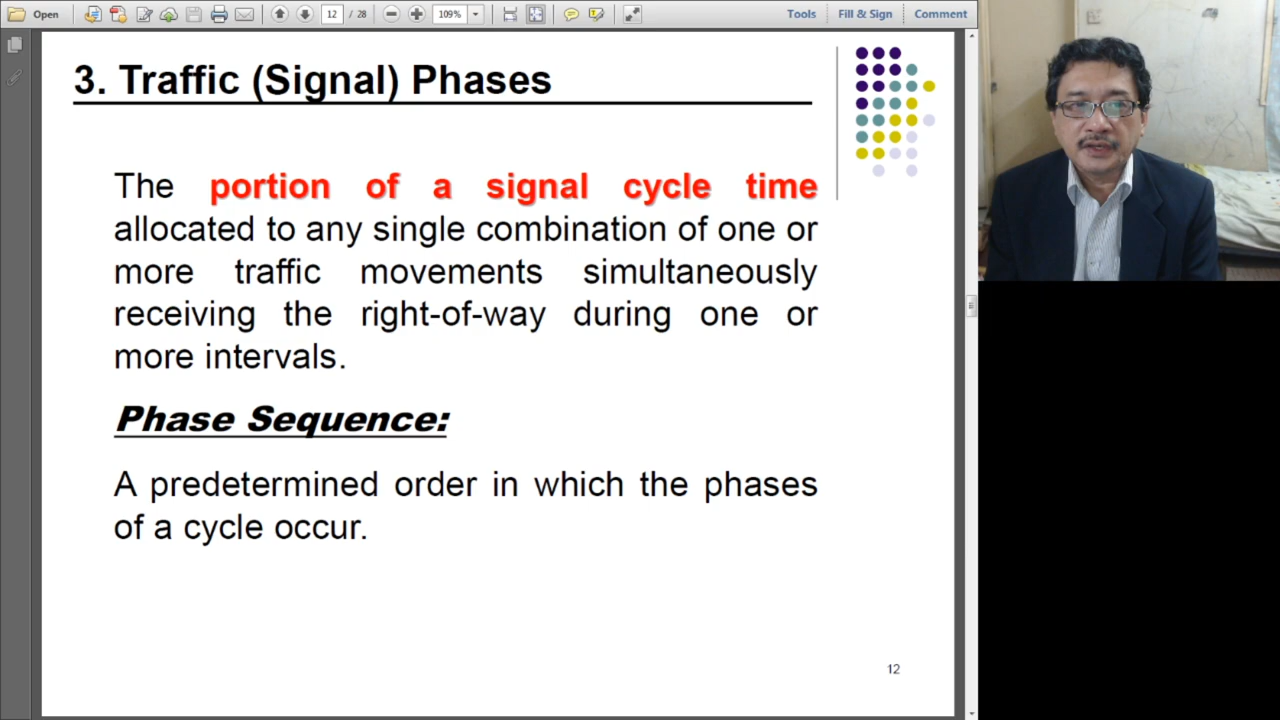 Open 12 / 28 109% Tools Fill & Sign Comment
3. Traffic (Signal) Phases
The portion of a signal cycle time
allocated to any single combination of one or
more traffic movements simultaneously
receiving the right-of-way during one or
more intervals.
Phase Sequence:
A predetermined order in which the phases
of a cycle occur.
12